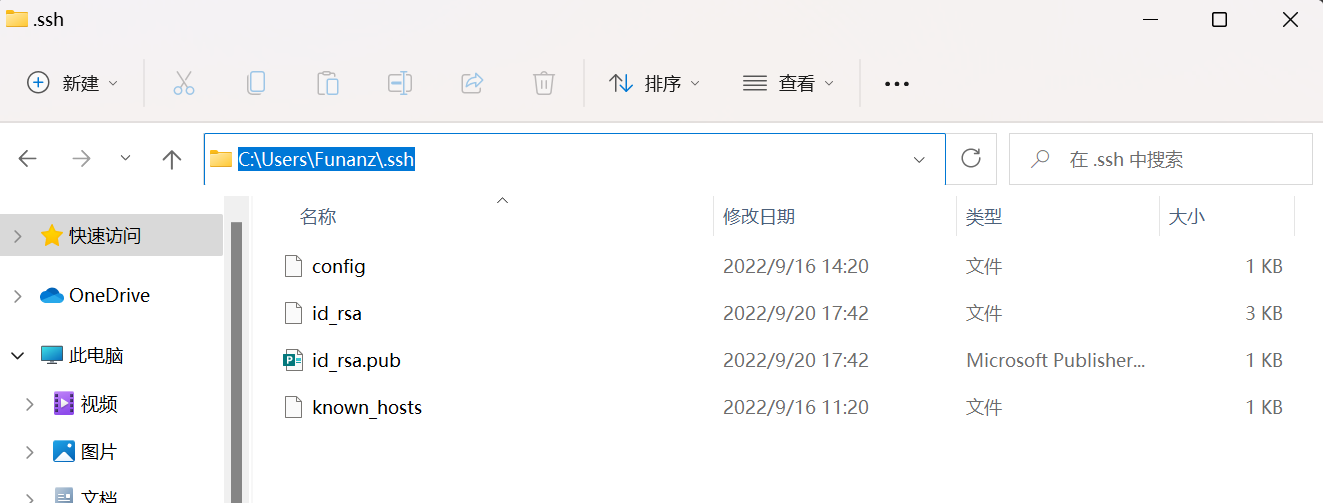 .ssh
新建
排序
查看
C:\Users\Funanz\.ssh
在 .ssh 中搜索
快速访问
OneDrive
此电脑
视频
图片
文档
名称 修改日期 类型 大小
config 2022/9/16 14:20 文件 1 KB
id_rsa 2022/9/20 17:42 文件 3 KB
id_rsa.pub 2022/9/20 17:42 Microsoft Publisher... 1 KB
known_hosts 2022/9/16 11:20 文件 1 KB